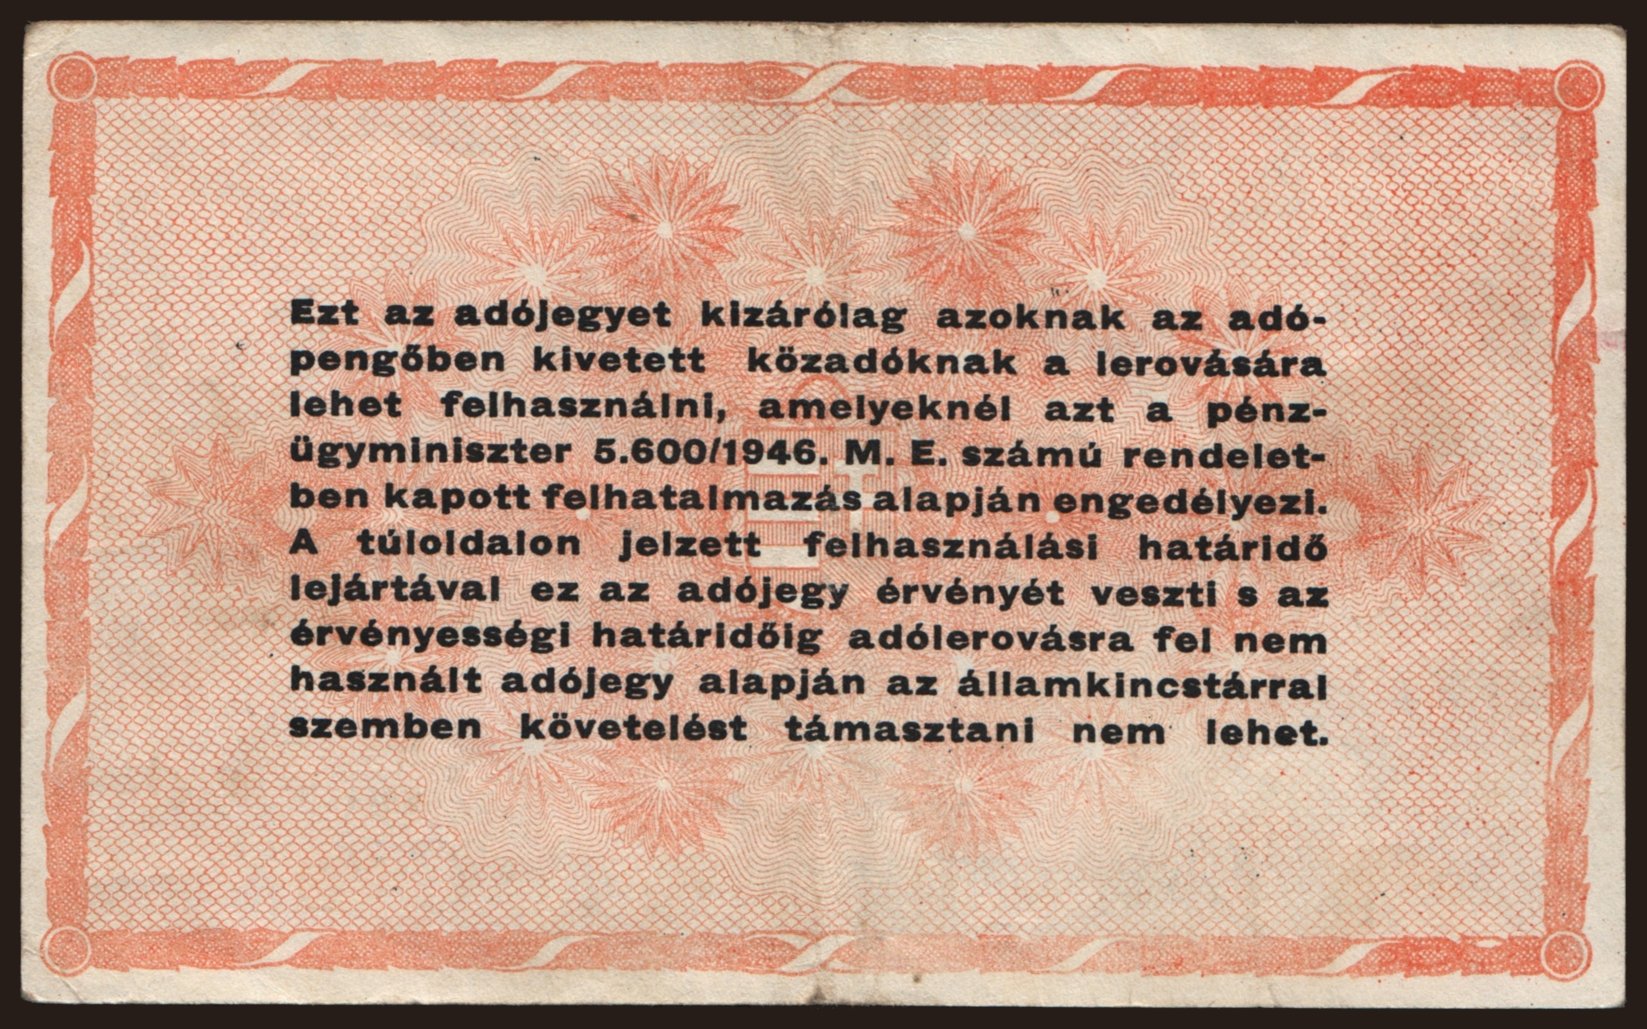 Ezt az adójegyet kizárólag azoknak az adó-
pengőben kivetett közadóknak a lerovására
lehet felhasználni, amelyeknél azt a pénz-
ügyminiszter 5.600/1946. M. E. számú rendelet-
ben kapott felhatalmazás alapján engedélyezi.
A túloldalon jelzett felhasználási határidő
lejártával ez az adójegy érvényét veszti s az
érvényességi határidőig adólerovásra fel nem
használt adójegy alapján az államkincstárral
szemben követelést támasztani nem lehet.